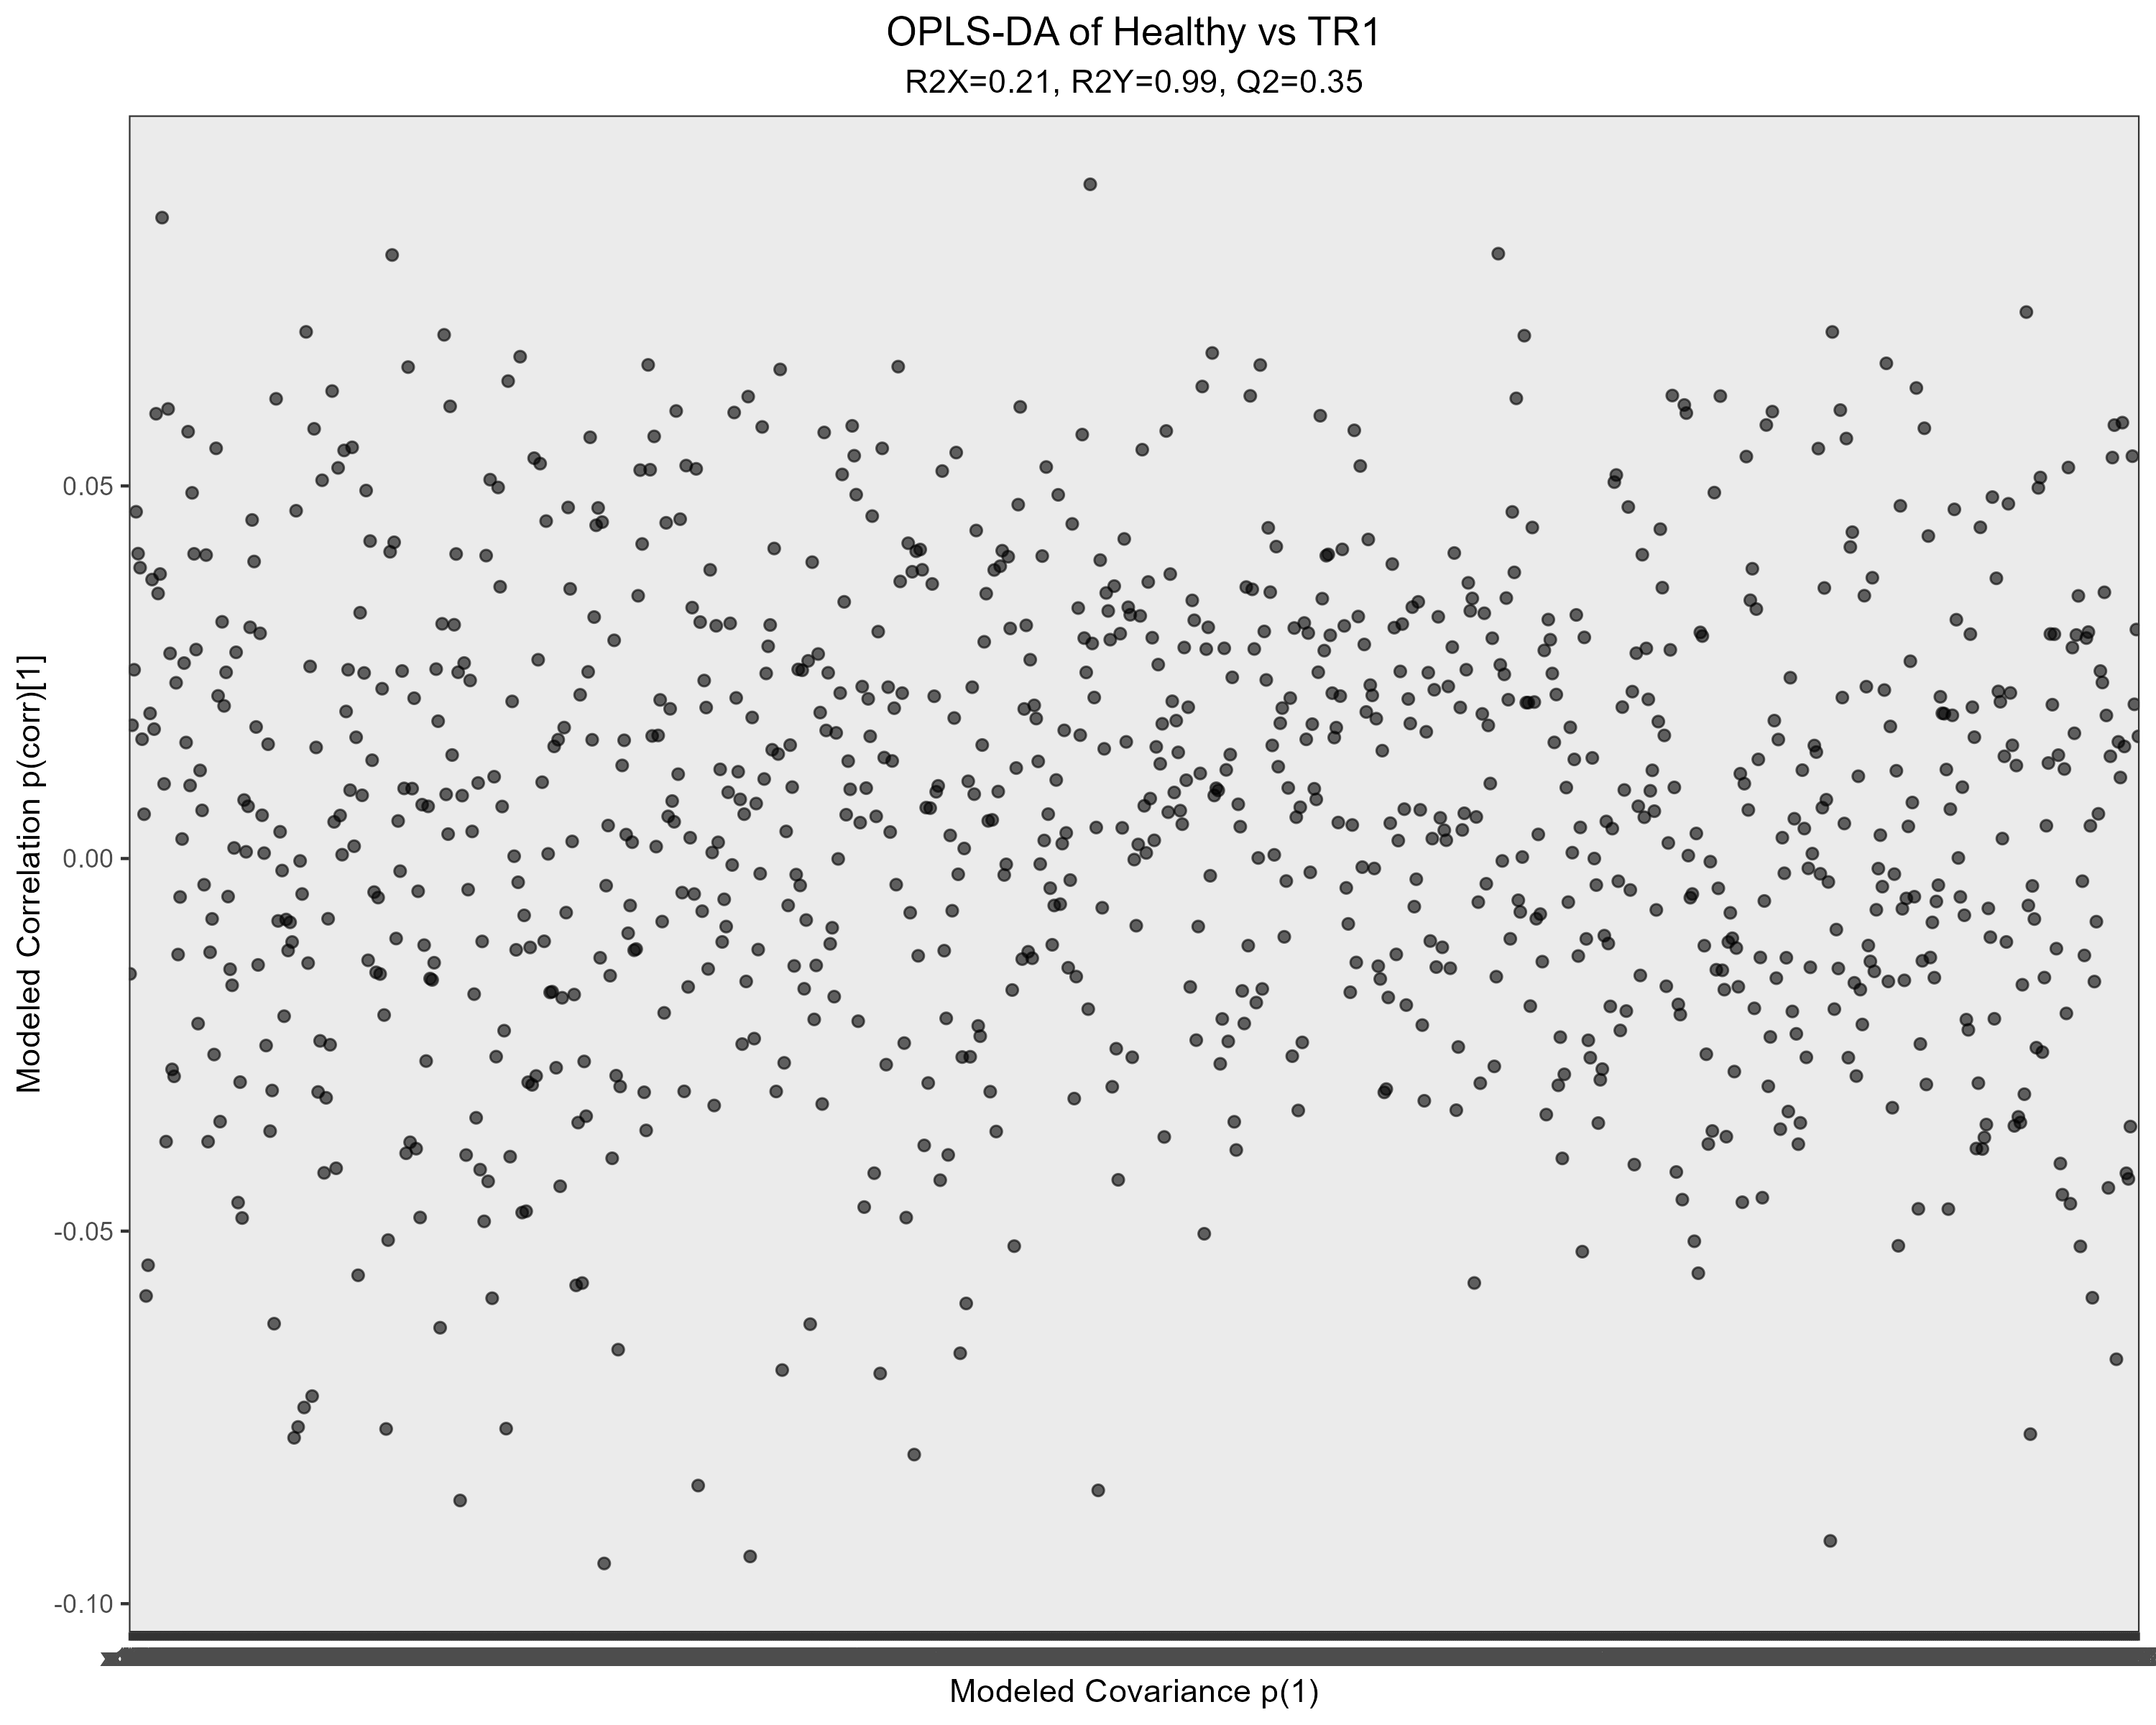 OPLS-DA of Healthy vs TR1
R2X=0.21, R2Y=0.99, Q2=0.35
Modeled Correlation p(corr)[1]
0.05
0.00
-0.05
-0.10
Modeled Covariance p(1)